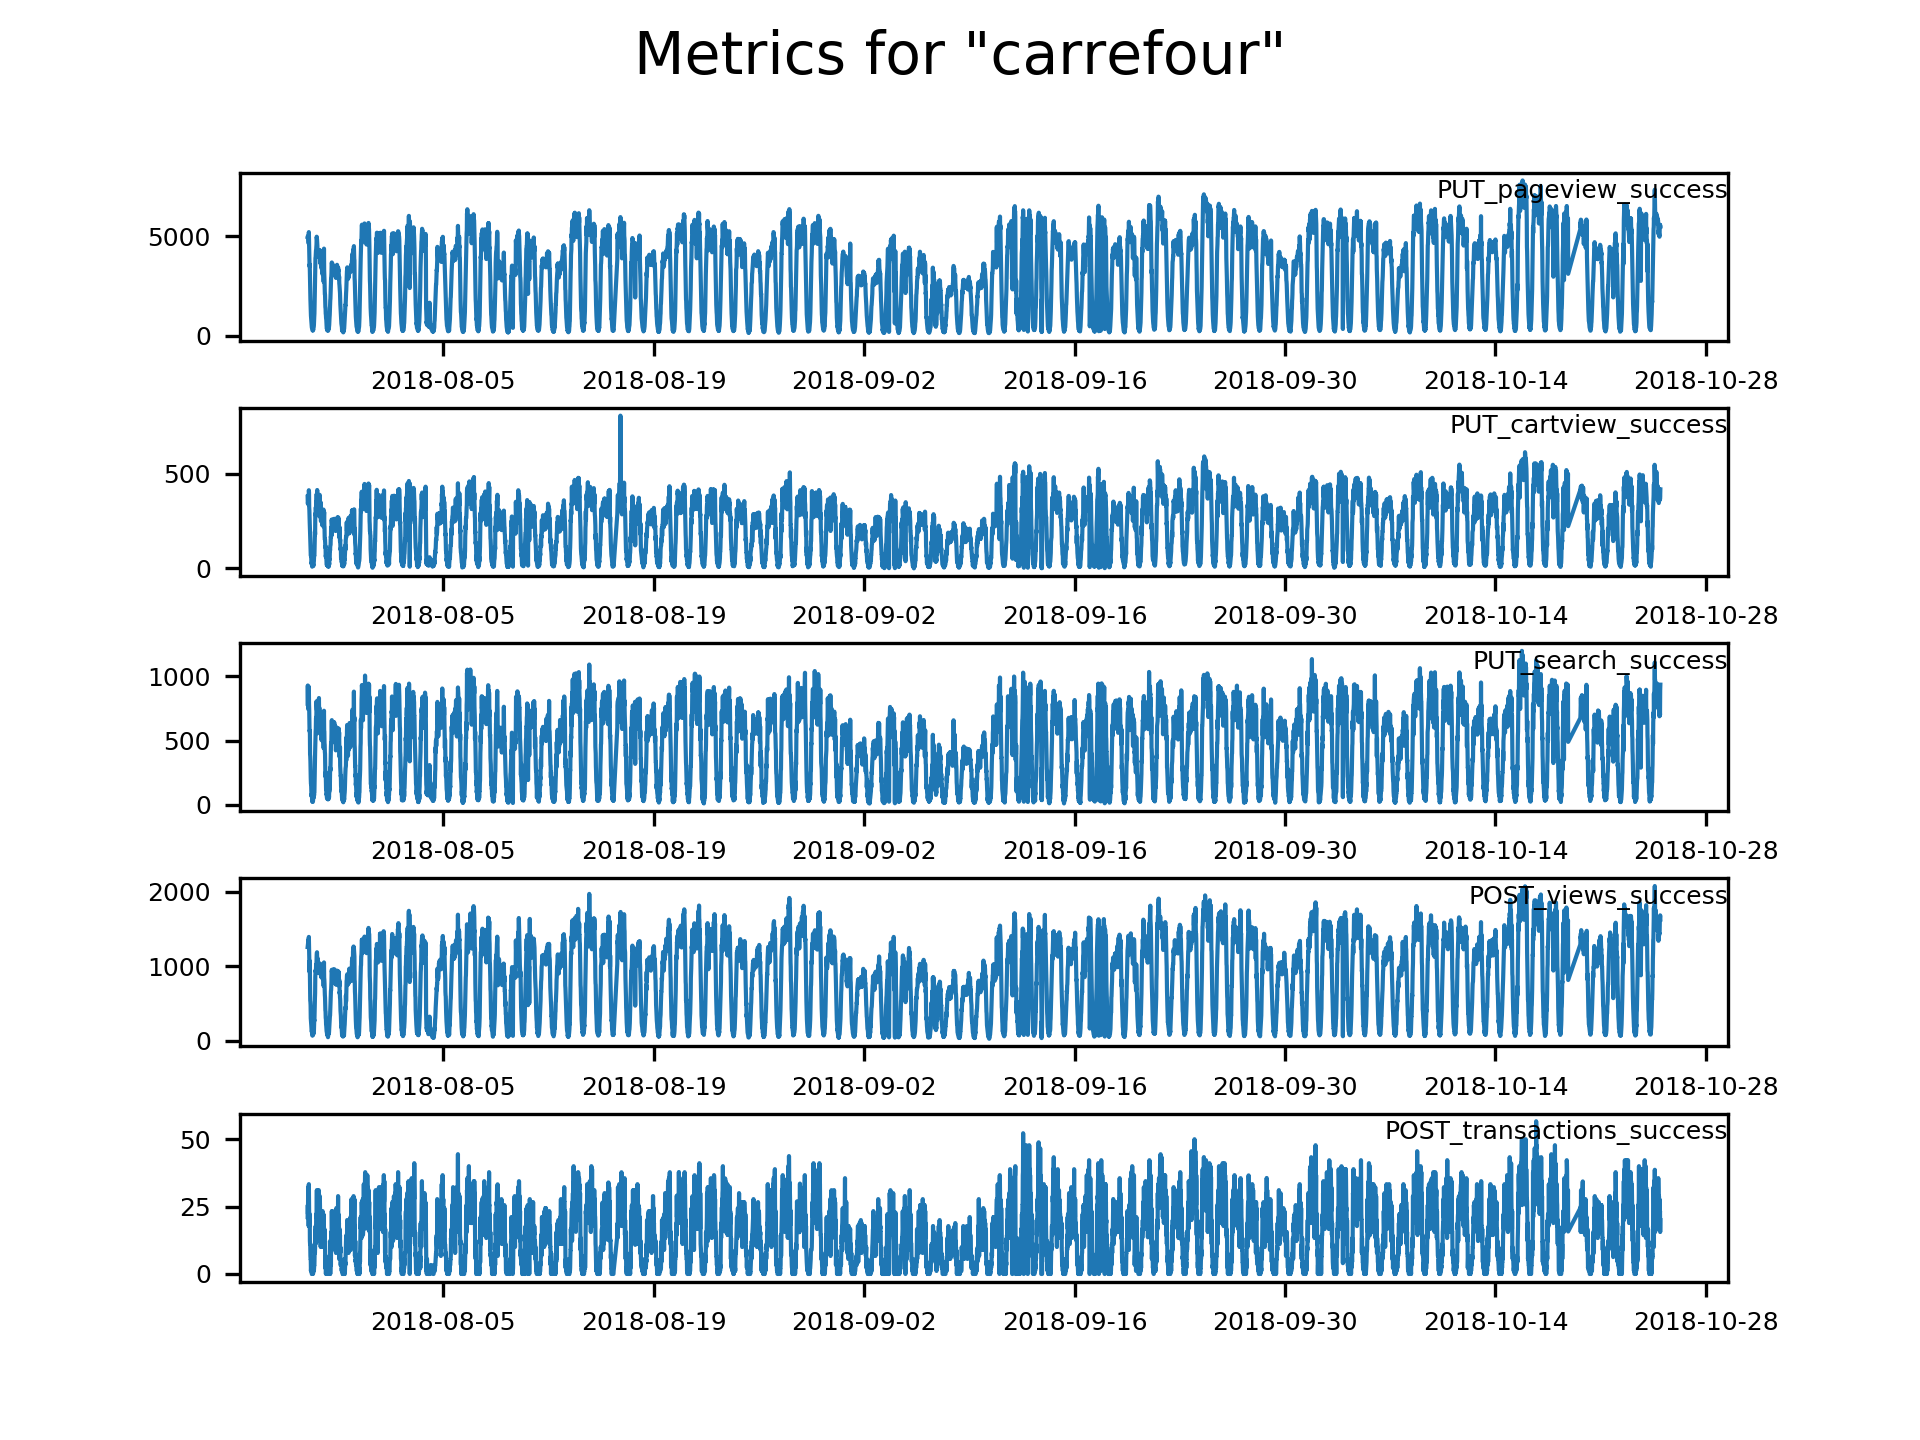 Metrics for "carrefour"
PUT_pageview_success
5000
0
2018-08-05 2018-08-19 2018-09-02 2018-09-16 2018-09-30 2018-10-14 2018-10-28
PUT_cartview_success
500
0
2018-08-05 2018-08-19 2018-09-02 2018-09-16 2018-09-30 2018-10-14 2018-10-28
PUT_search_success
1000
500
0
2018-08-05 2018-08-19 2018-09-02 2018-09-16 2018-09-30 2018-10-14 2018-10-28
2000
POST_views_success
1000
0
2018-08-05 2018-08-19 2018-09-02 2018-09-16 2018-09-30 2018-10-14 2018-10-28
POST_transactions_success
50
25
0
2018-08-05 2018-08-19 2018-09-02 2018-09-16 2018-09-30 2018-10-14 2018-10-28